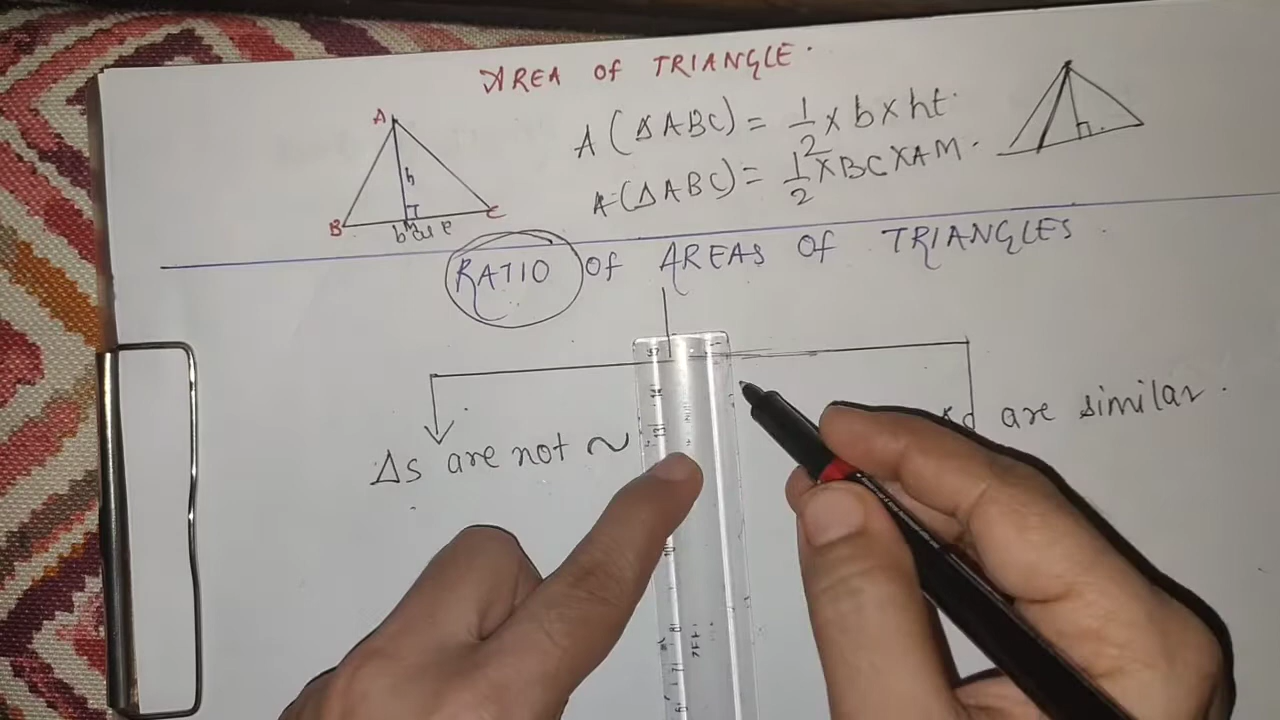 AREA OF TRIANGLE.
A
A (ΔABC) = 1/2 × b × ht.
h
A (ΔABC) = 1/2 × BC × AM.
B M C
base
RATIO OF AREAS OF TRIANGLES.
Δs are not ~
are similar.